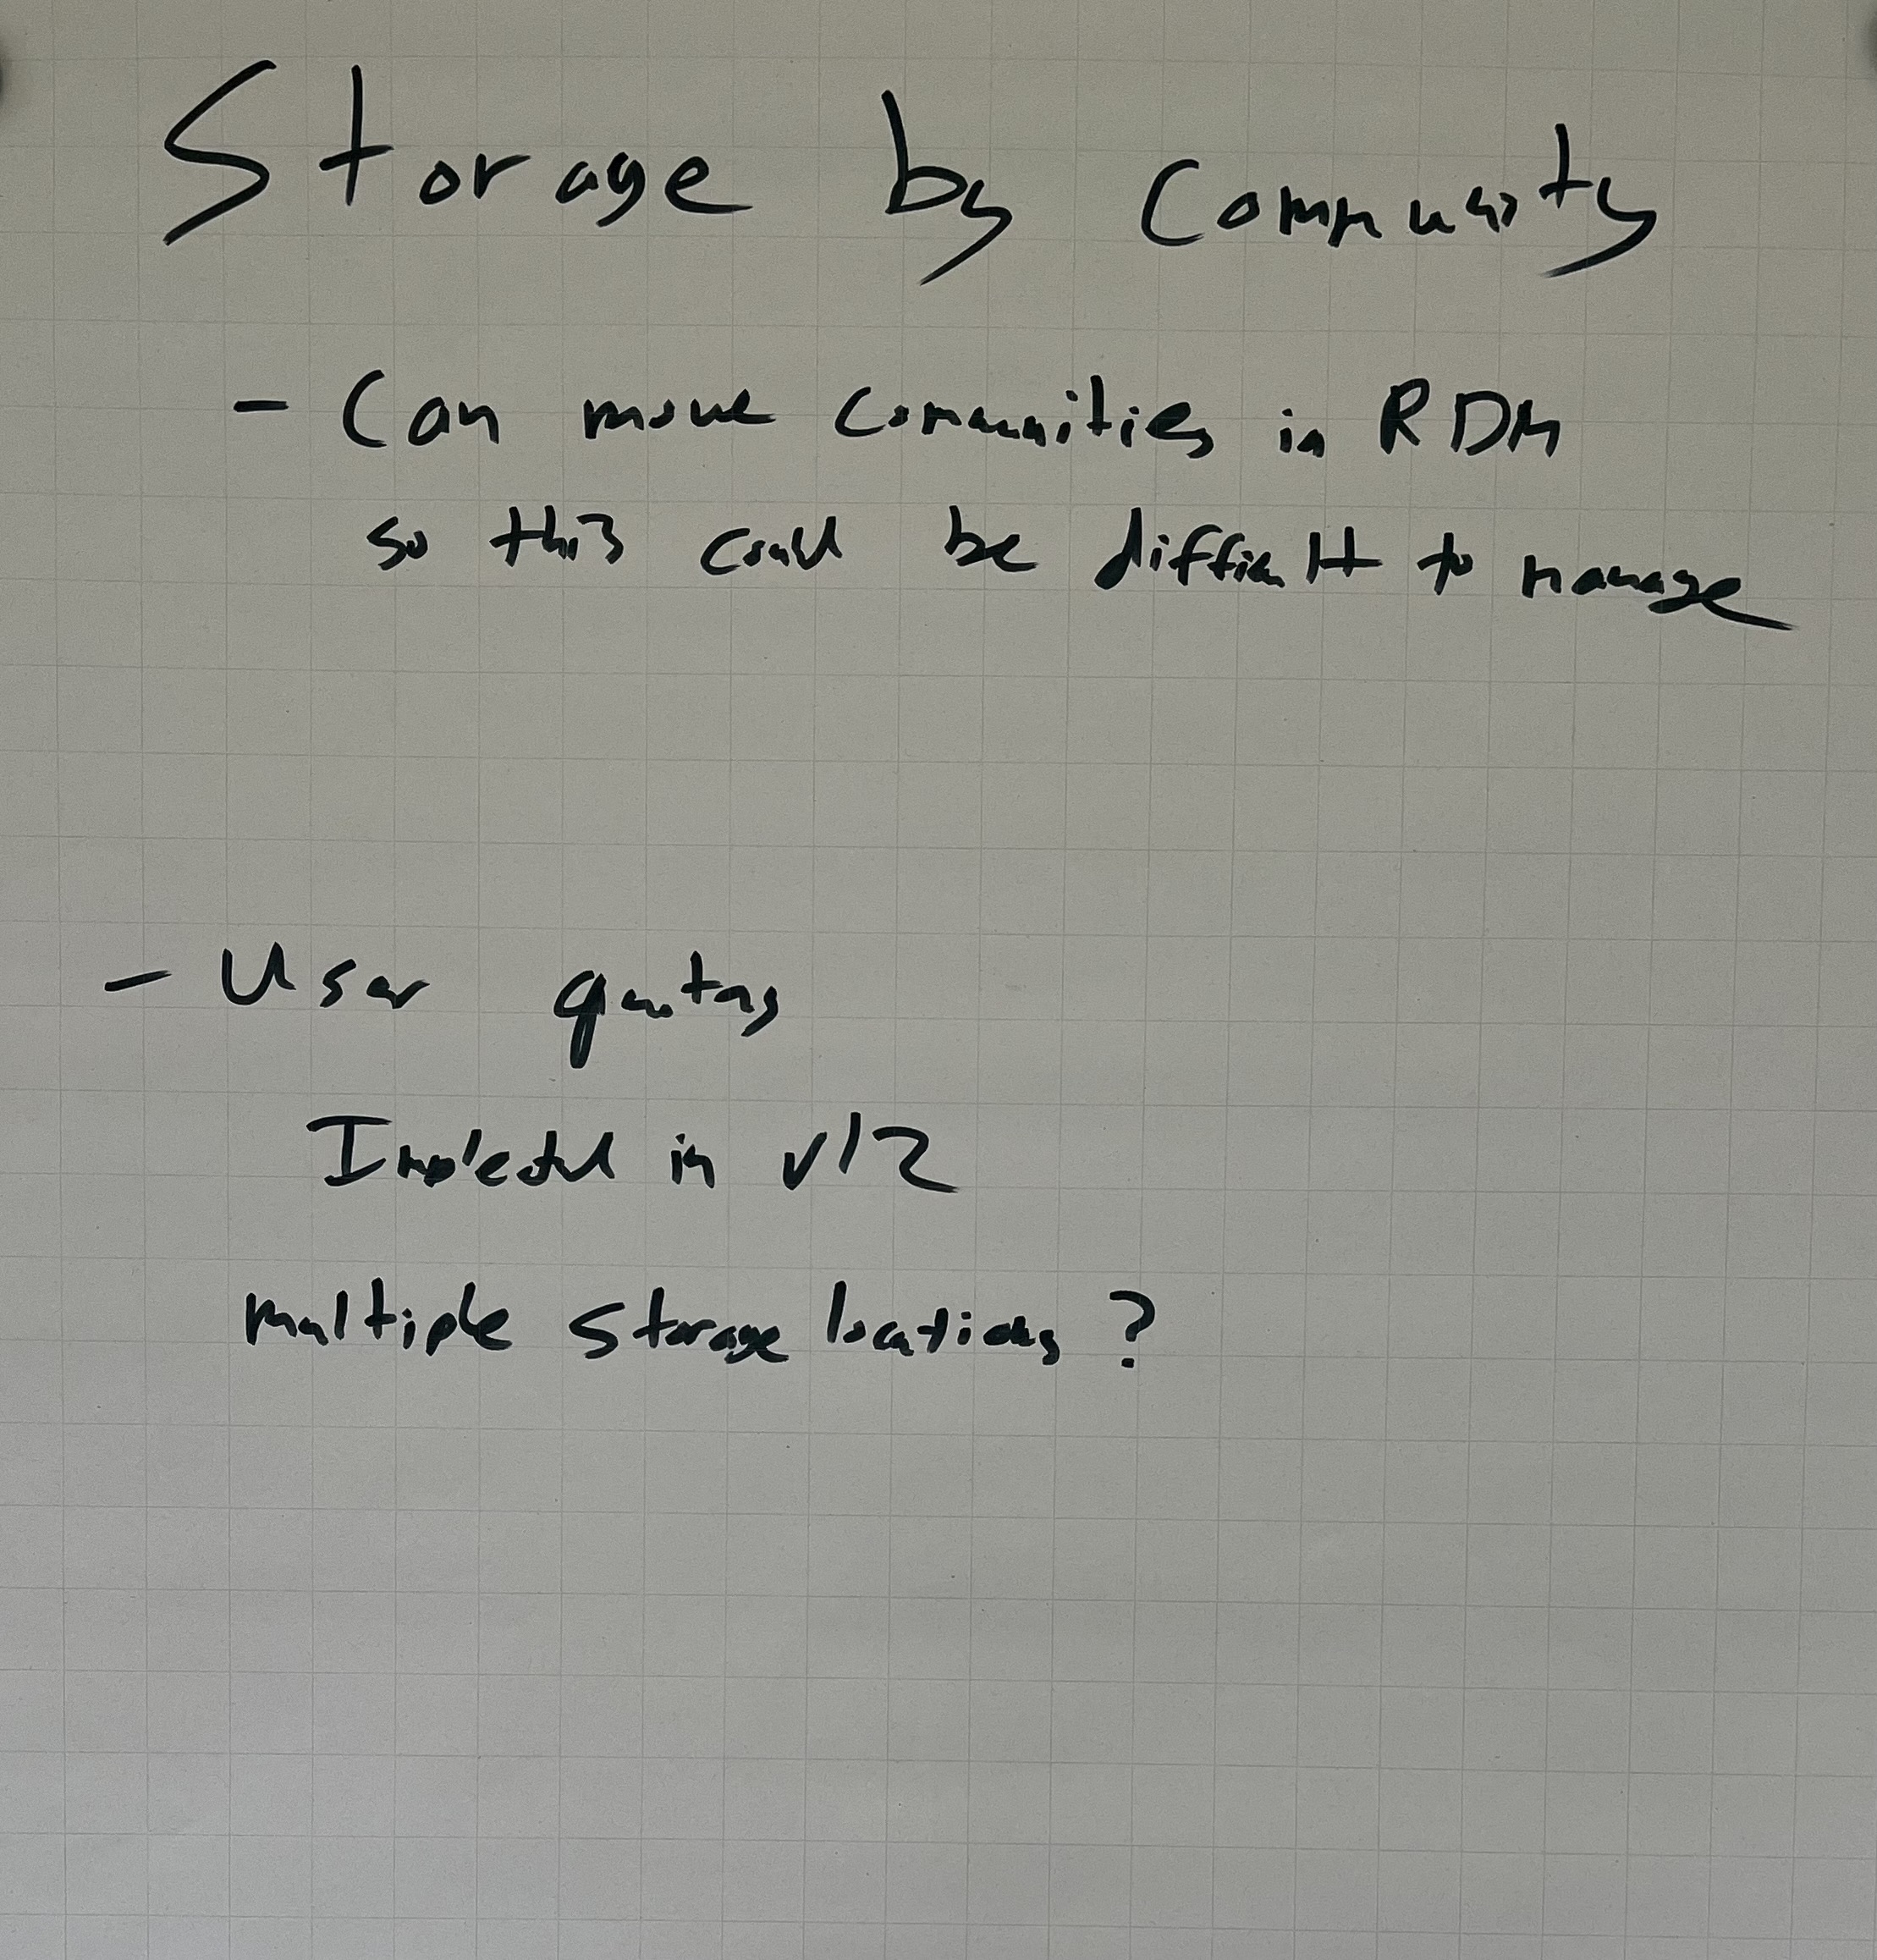 Storage by Community
- Can move Communities in RDM
so this could be difficult to manage
- User quotas
in v12
multiple storage locations ?